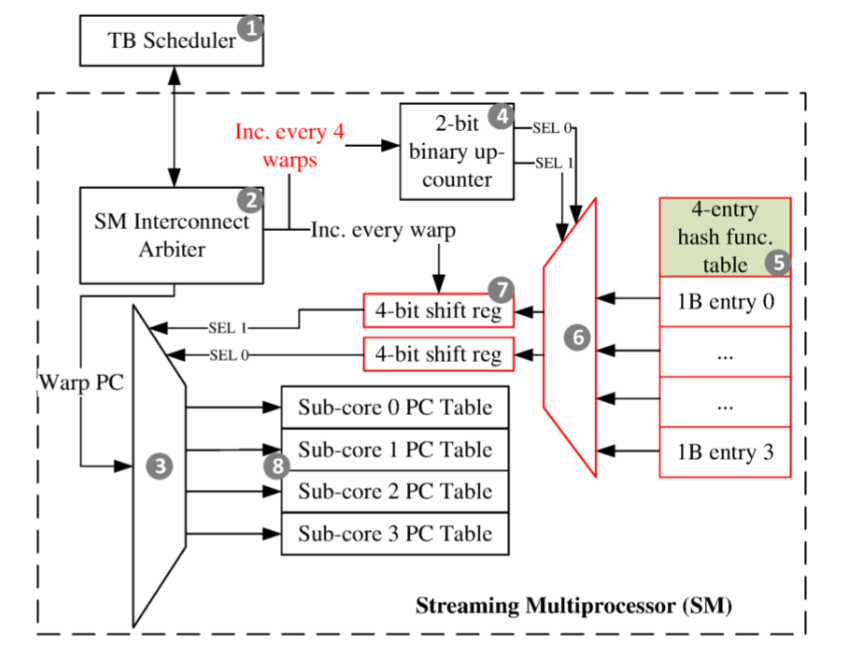 TB Scheduler
1
Inc. every 4
warps
2-bit
binary up-
counter
4
SEL 0
SEL 1
SM Interconnect
Arbiter
2
Inc. every warp
4-entry
hash func.
table
5
7
4-bit shift reg
1B entry 0
SEL 1
6
4-bit shift reg
...
SEL 0
Warp PC
...
Sub-core 0 PC Table
Sub-core 1 PC Table
1B entry 3
3
8
Sub-core 2 PC Table
Sub-core 3 PC Table
Streaming Multiprocessor (SM)